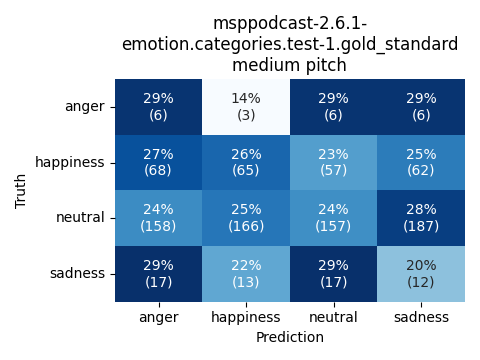 msppodcast-2.6.1-
emotion.categories.test-1.gold_standard
medium pitch
Truth
anger 29% 14% 29% 29%
(6) (3) (6) (6)
happiness 27% 26% 23% 25%
(68) (65) (57) (62)
neutral 24% 25% 24% 28%
(158) (166) (157) (187)
sadness 29% 22% 29% 20%
(17) (13) (17) (12)
anger happiness neutral sadness
Prediction